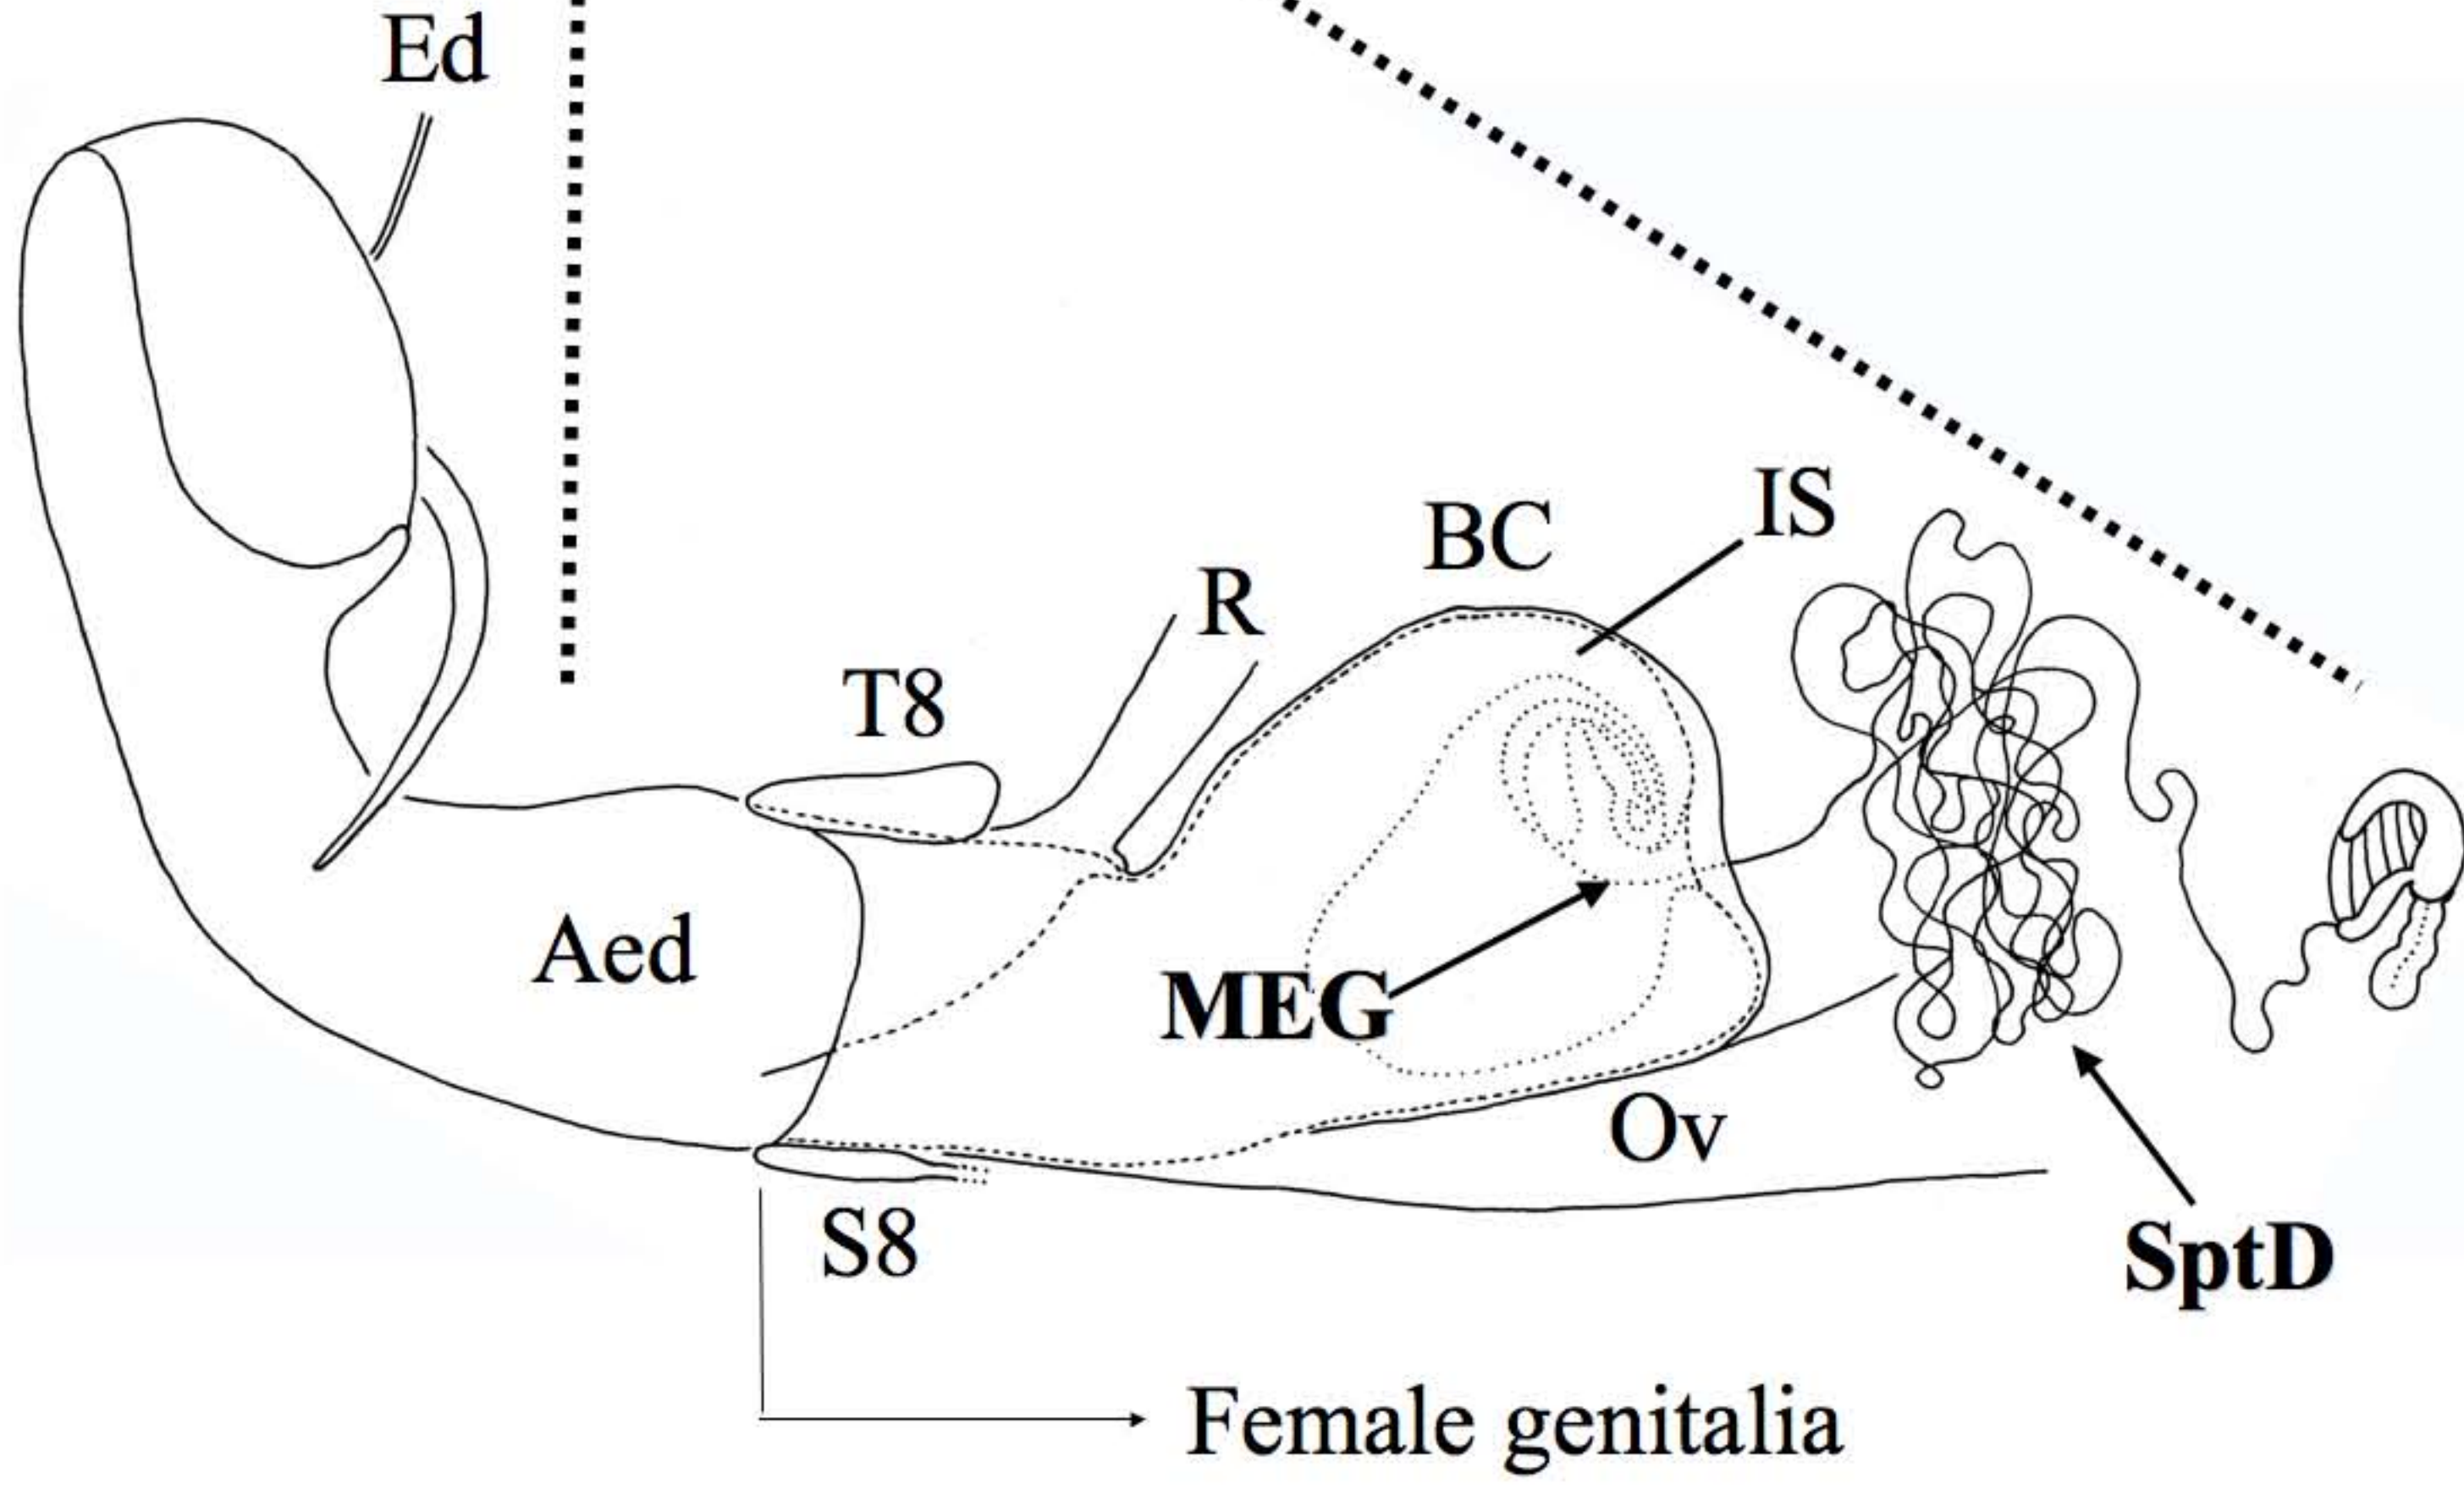 Ed
IS
BC
R
T8
Aed
MEG
Ov
S8
SptD
Female genitalia